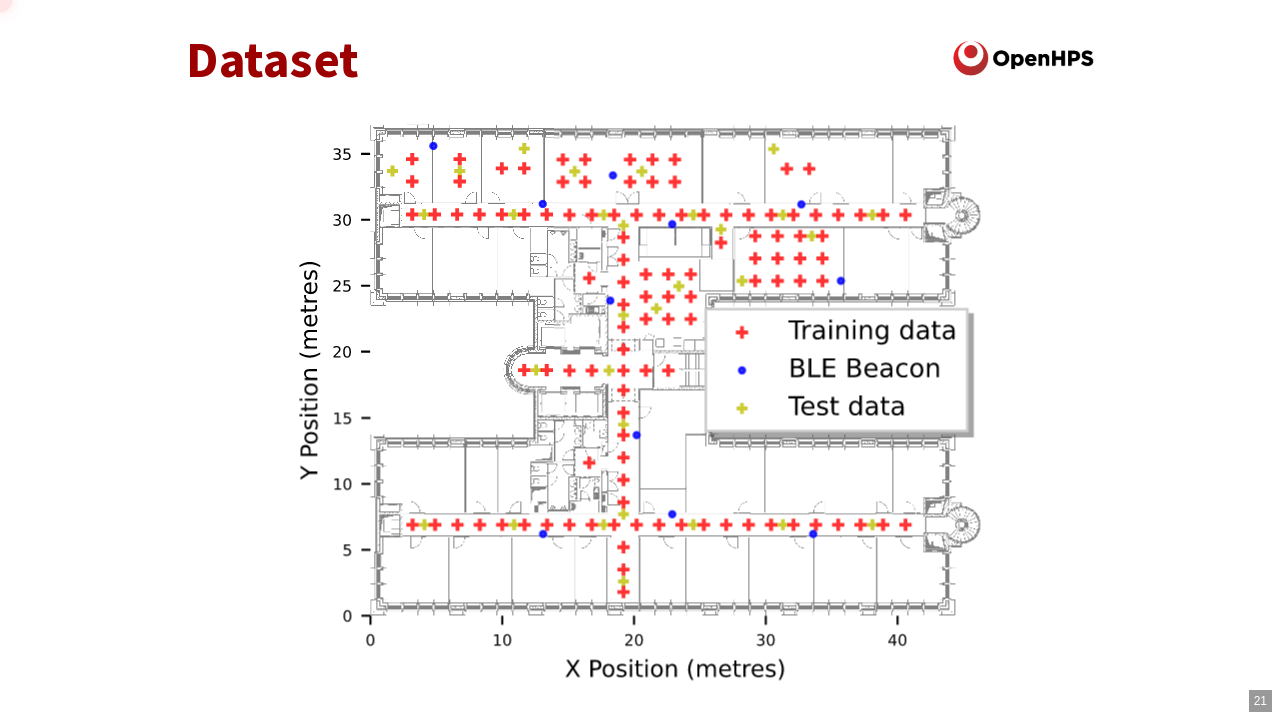 Dataset
OpenHPS
35
30
25
20
15
10
5
0
Y Position (metres)
Training data
BLE Beacon
Test data
0 10 20 30 40
X Position (metres)
21